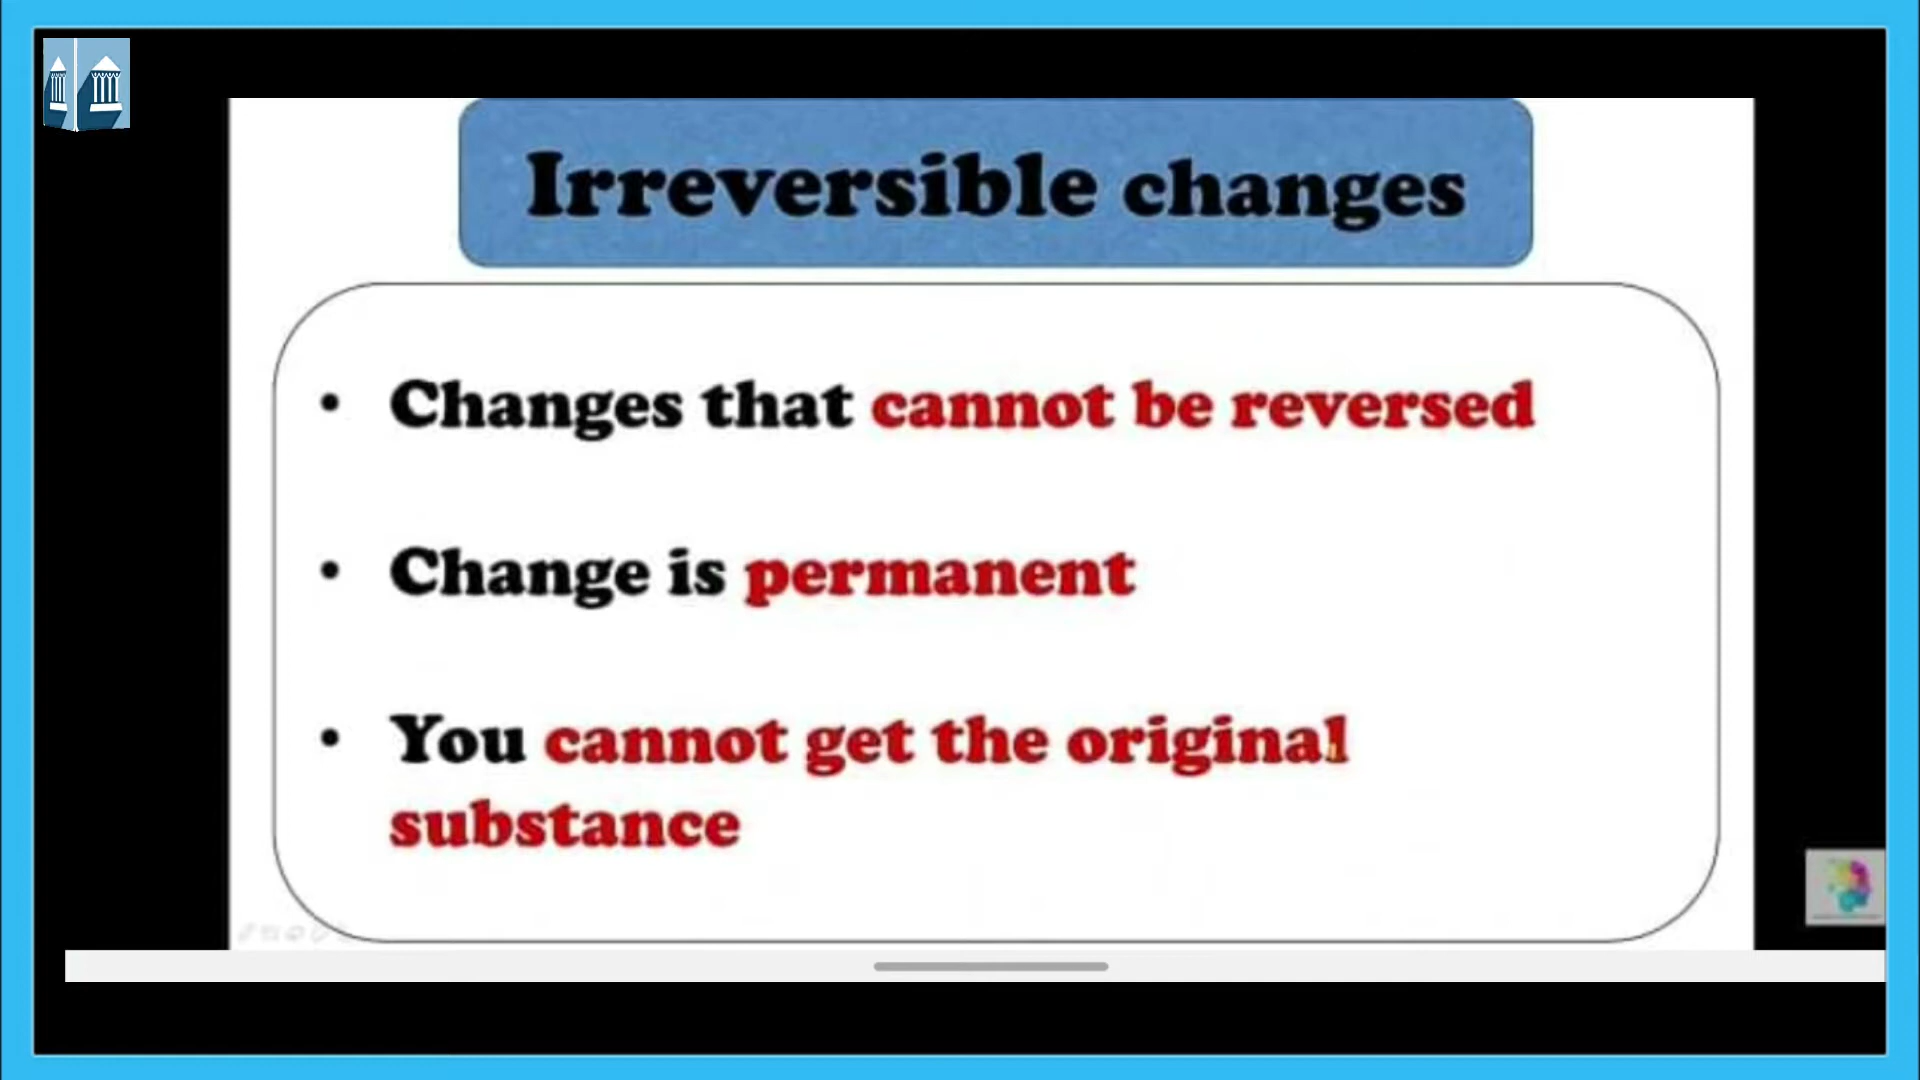 Irreversible changes
• Changes that cannot be reversed
• Change is permanent
• You cannot get the original
substance